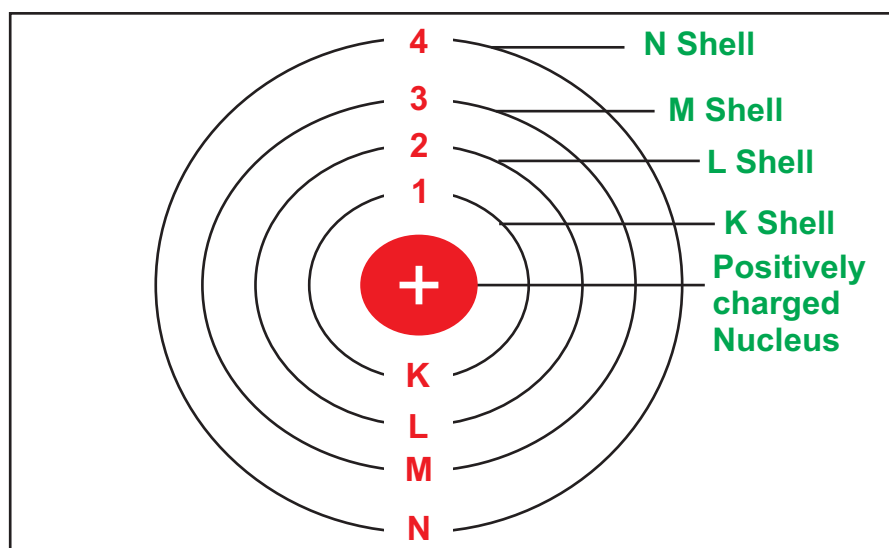 4
N Shell
3
M Shell
2
L Shell
1
K Shell
+
Positively
charged
Nucleus
K
L
M
N